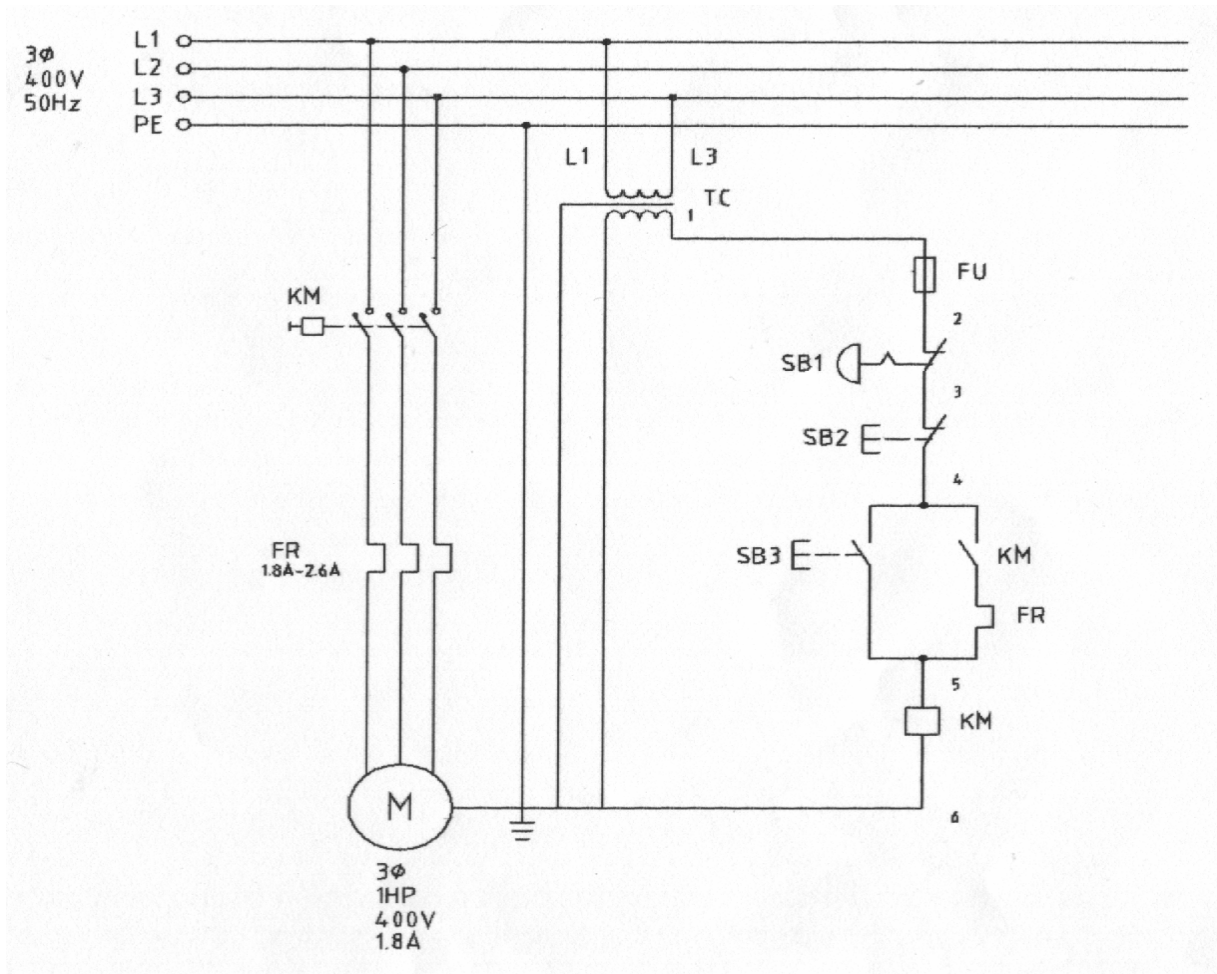 3Ø
400V
50Hz
L1
L2
L3
PE
L1
L3
TC
1
FU
2
KM
SB1
3
SB2
4
SB3
KM
FR
1.8A-2.6A
FR
5
KM
M
6
3Ø
1HP
400V
1.8A